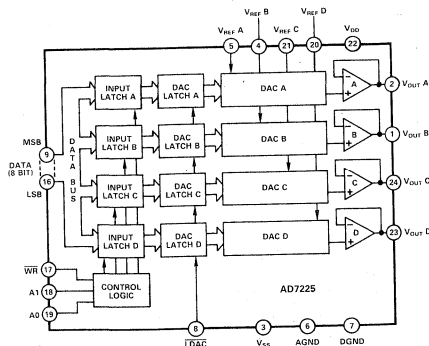 VREF A
VREF B
VREF C
VREF D
VDD
5
4
21
20
22
INPUT LATCH A
DAC LATCH A
DAC A
A
2
VOUT A
MSB
9
DATA (8 BIT)
16
LSB
DATA BUS
INPUT LATCH B
DAC LATCH B
DAC B
B
1
VOUT B
INPUT LATCH C
DAC LATCH C
DAC C
C
24
VOUT C
INPUT LATCH D
DAC LATCH D
DAC D
D
23
VOUT D
WR
17
A1
18
A0
19
CONTROL LOGIC
AD7225
8
3
6
7
LDAC
VSS
AGND
DGND